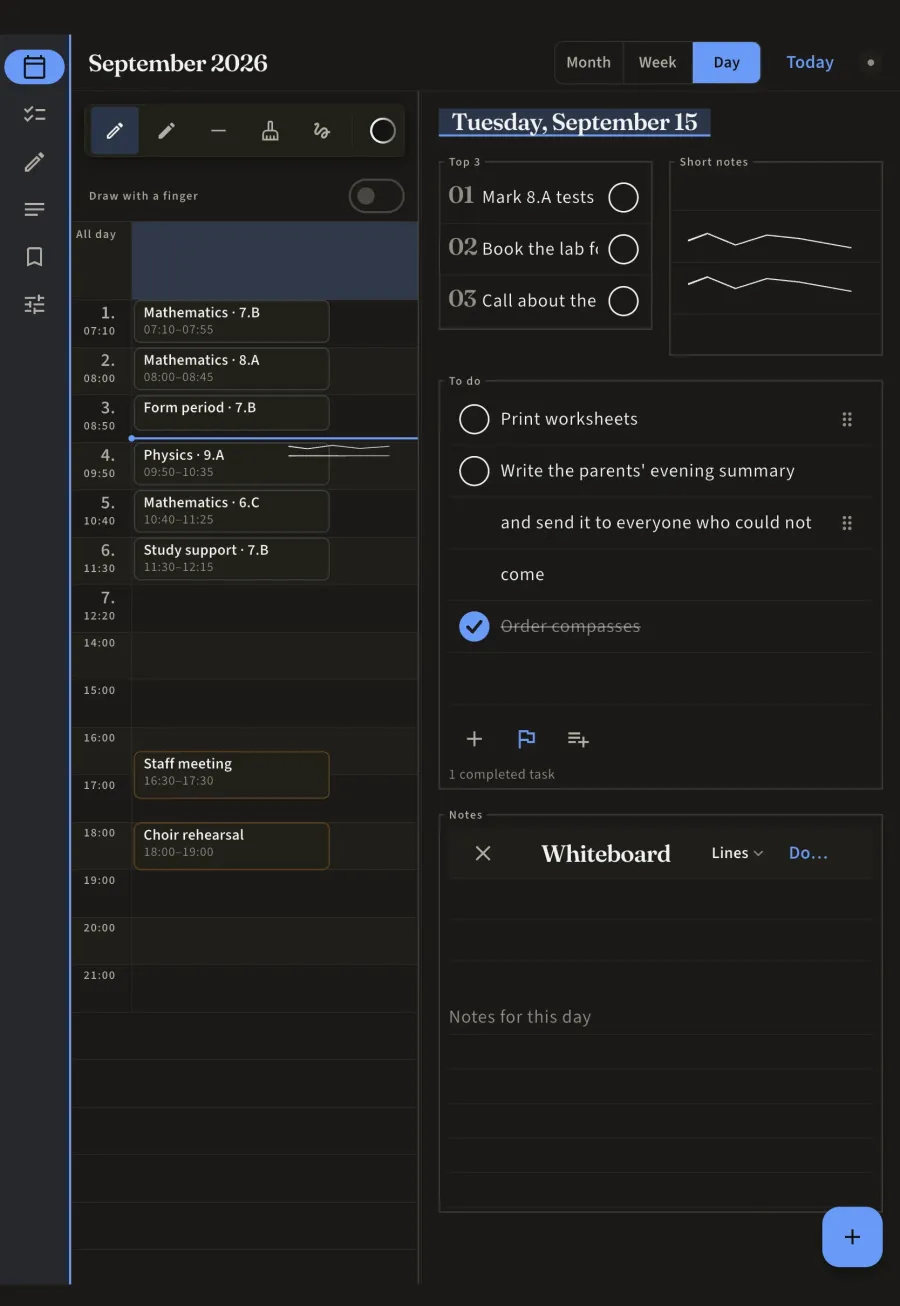 September 2026
Month Week Day Today
Draw with a finger
All day
1. Mathematics · 7.B
07:10 07:10–07:55
2. Mathematics · 8.A
08:00 08:00–08:45
3. Form period · 7.B
08:50
4. Physics · 9.A
09:50 09:50–10:35
5. Mathematics · 6.C
10:40 10:40–11:25
6. Study support · 7.B
11:30 11:30–12:15
7.
12:20
14:00
15:00
16:00
Staff meeting
16:30–17:30
17:00
18:00 Choir rehearsal
18:00–19:00
19:00
20:00
21:00
Tuesday, September 15
Top 3
01 Mark 8.A tests
02 Book the lab fo
03 Call about the
Short notes
To do
Print worksheets
Write the parents' evening summary
and send it to everyone who could not
come
Order compasses
1 completed task
Notes
Whiteboard Lines Do...
Notes for this day